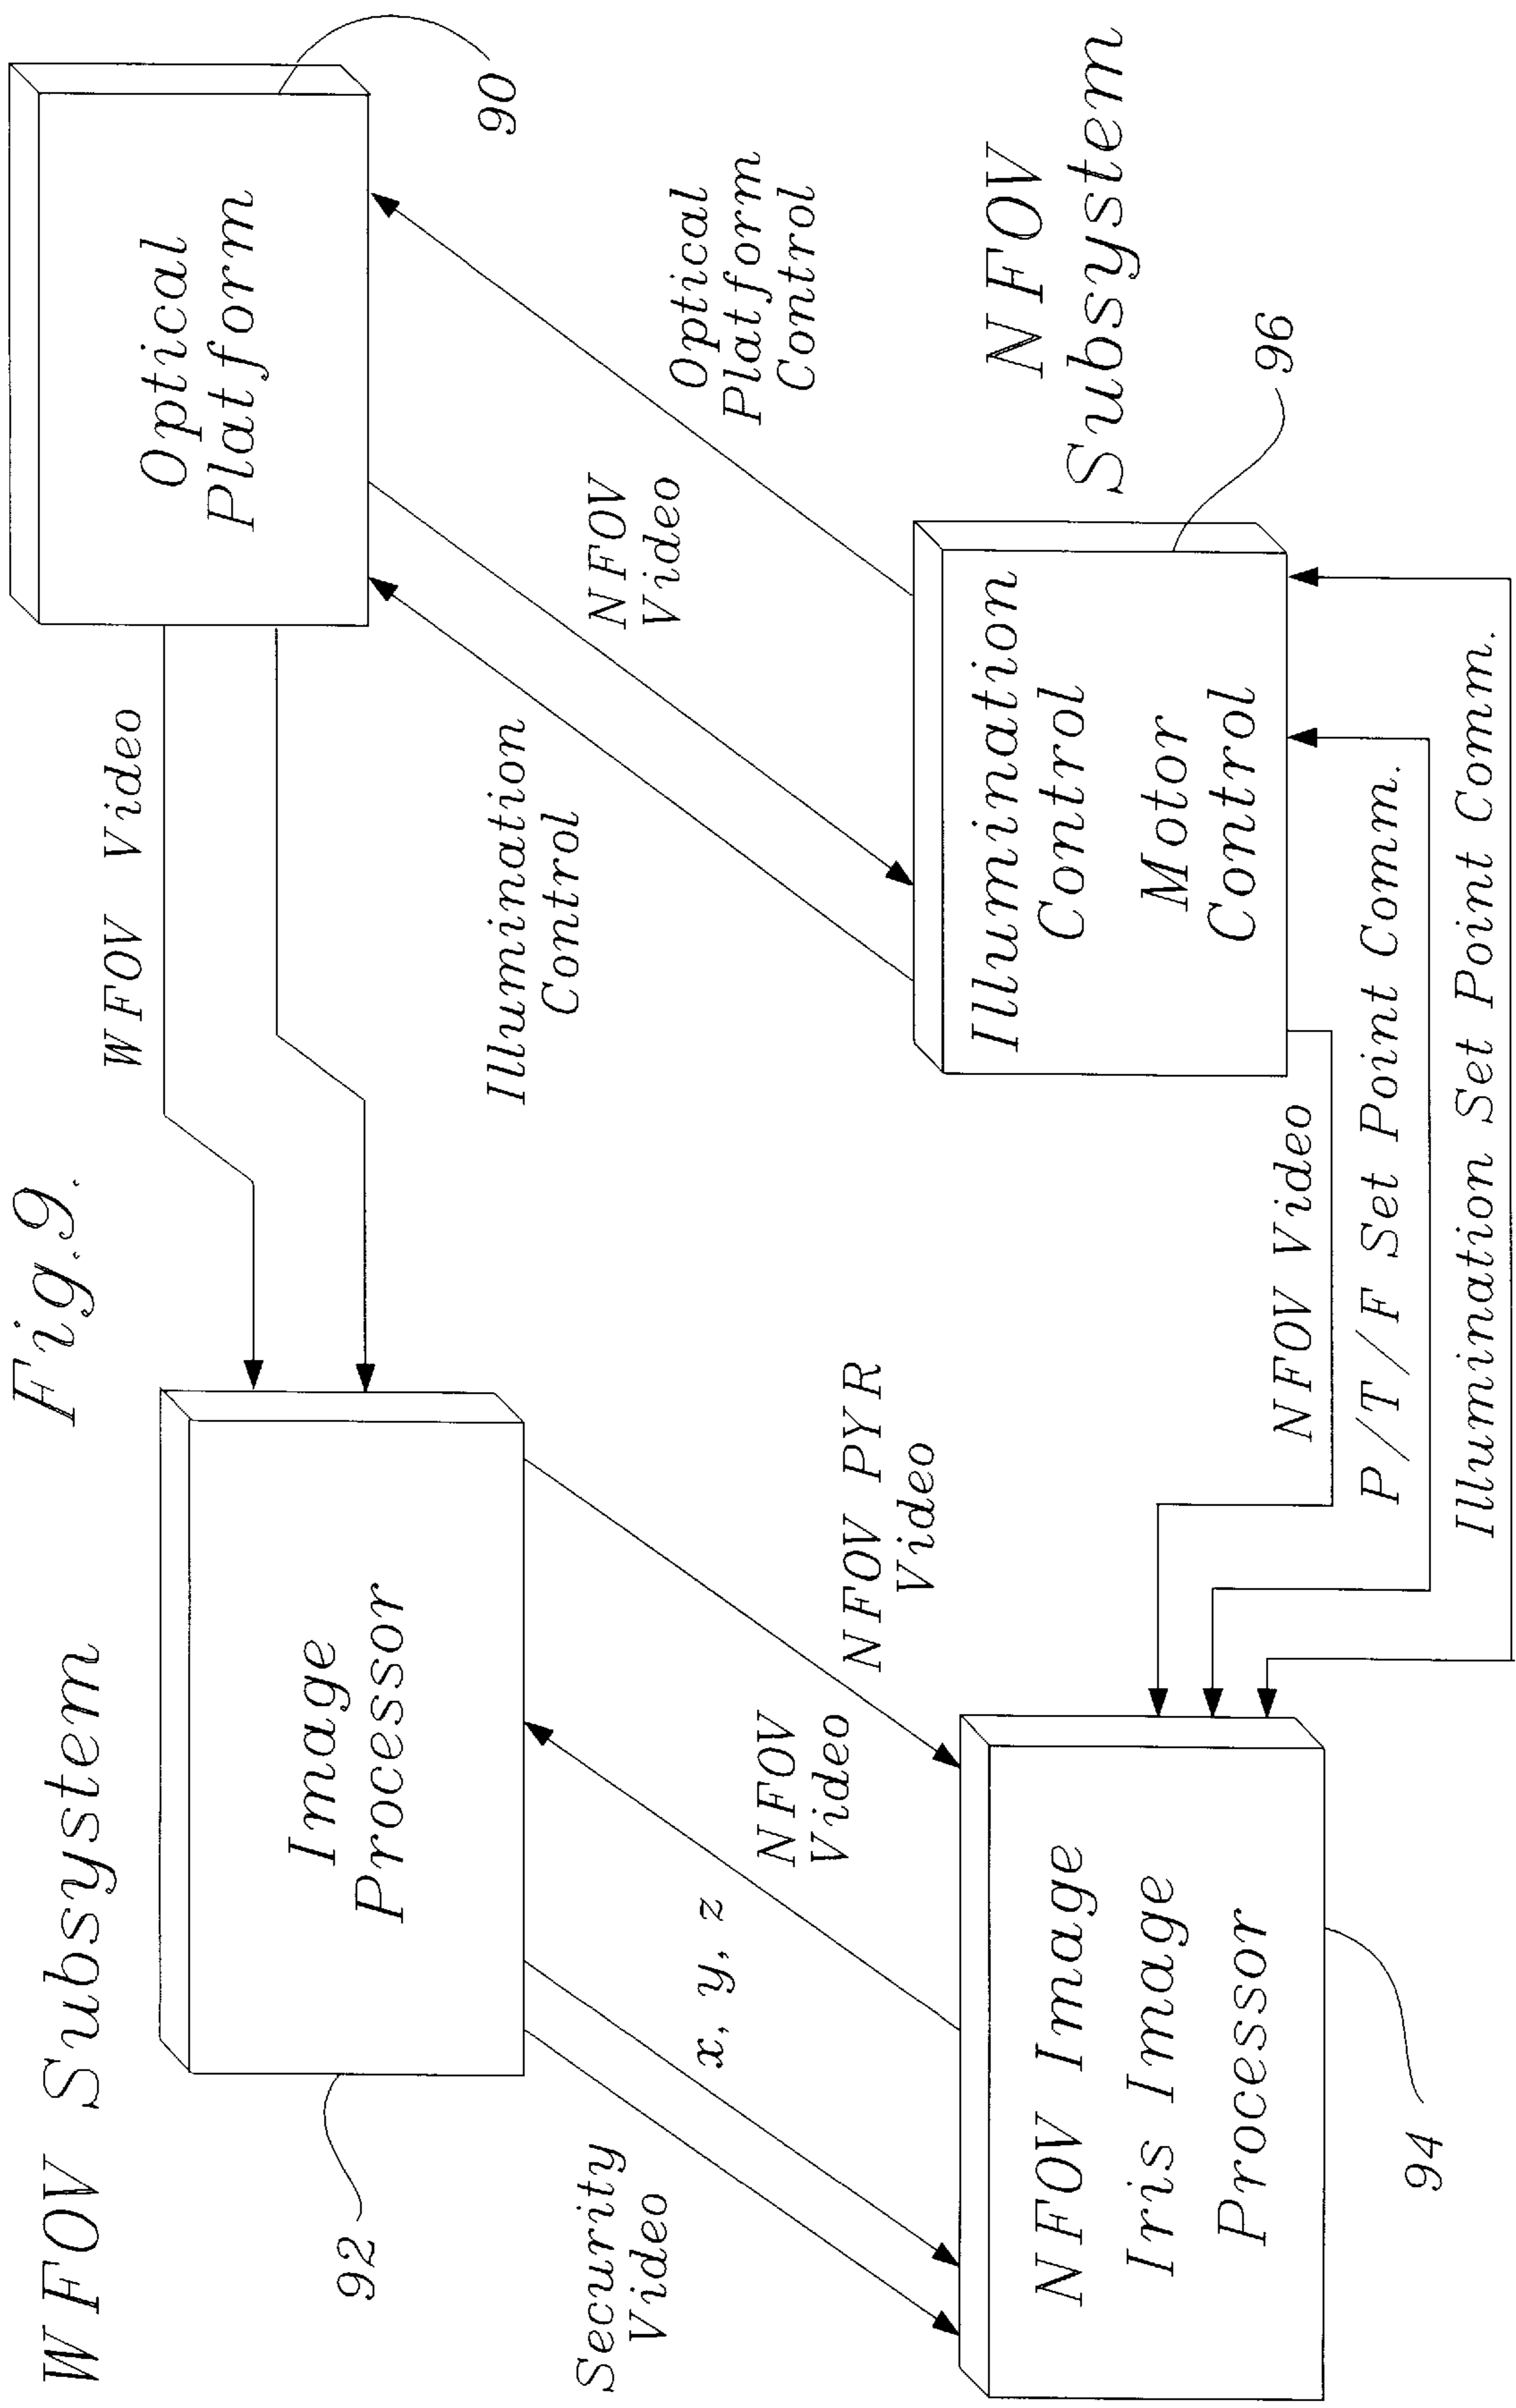 Fig.9.
WFOV Subsystem
WFOV Video
Optical
Platform
90
Image
Processor
92
Illumination
Control
NFOV
Video
Optical
Platform
Control
Security
Video
x, y, z
NFOV
Video
NFOV PYR
Video
NFOV
Subsystem
Illumination
Control
Motor
Control
96
NFOV Image
Iris Image
Processor
94
NFOV Video
P/T/F Set Point Comm.
Illumination Set Point Comm.